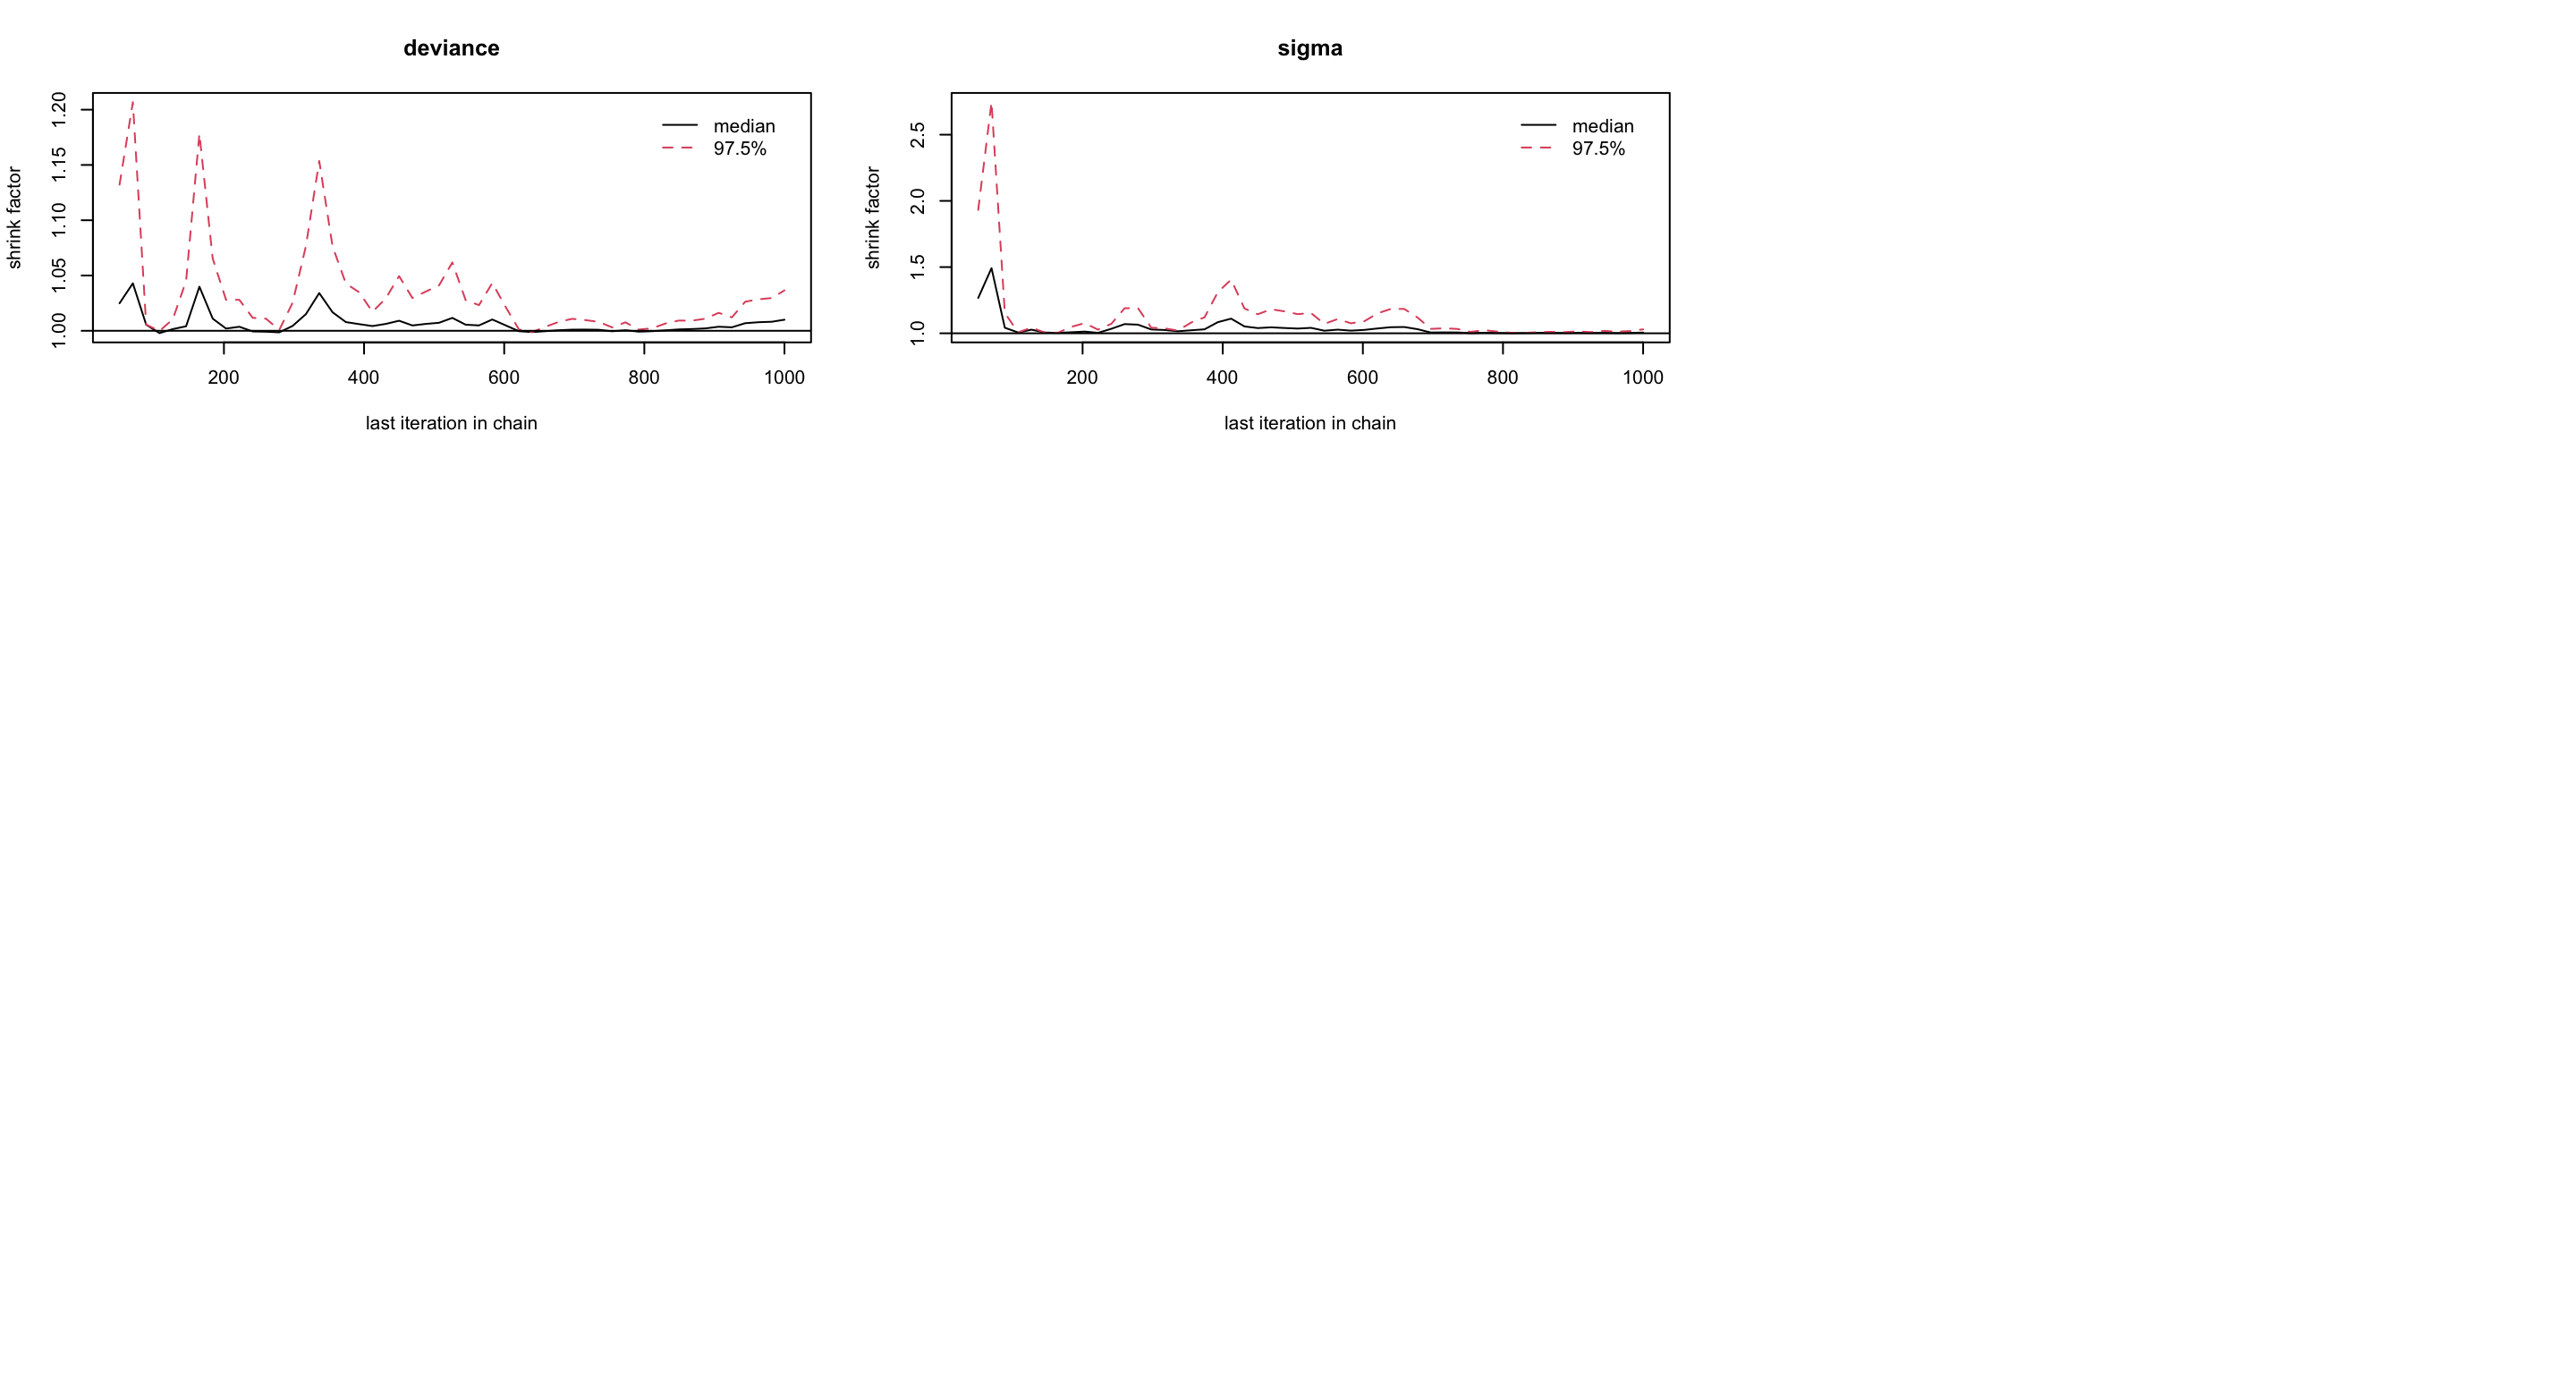 deviance
shrink factor
1.00 1.05 1.10 1.15 1.20
median
97.5%
200 400 600 800 1000
last iteration in chain
sigma
shrink factor
1.0 1.5 2.0 2.5
median
97.5%
200 400 600 800 1000
last iteration in chain